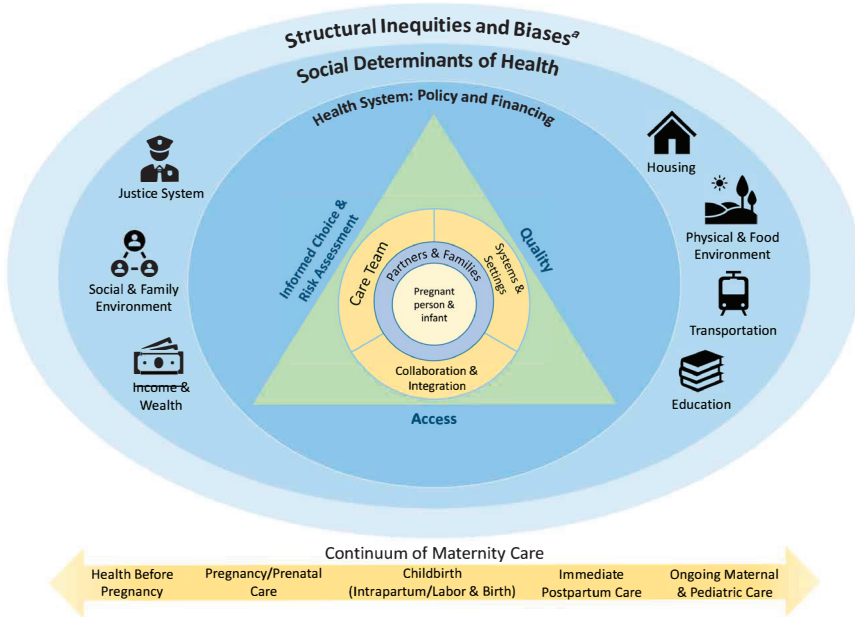 Structural Inequities and Biasesª
Social Determinants of Health
Health System: Policy and Financing
Justice System
Social & Family
Environment
Income &
Wealth
Housing
Physical & Food
Environment
Transportation
Education
Informed Choice &
Risk Assessment
Quality
Access
Care Team
Systems &
Settings
Collaboration &
Integration
Partners & Families
Pregnant
person &
infant
Continuum of Maternity Care
Health Before
Pregnancy
Pregnancy/Prenatal
Care
Childbirth
(Intrapartum/Labor & Birth)
Immediate
Postpartum Care
Ongoing Maternal
& Pediatric Care